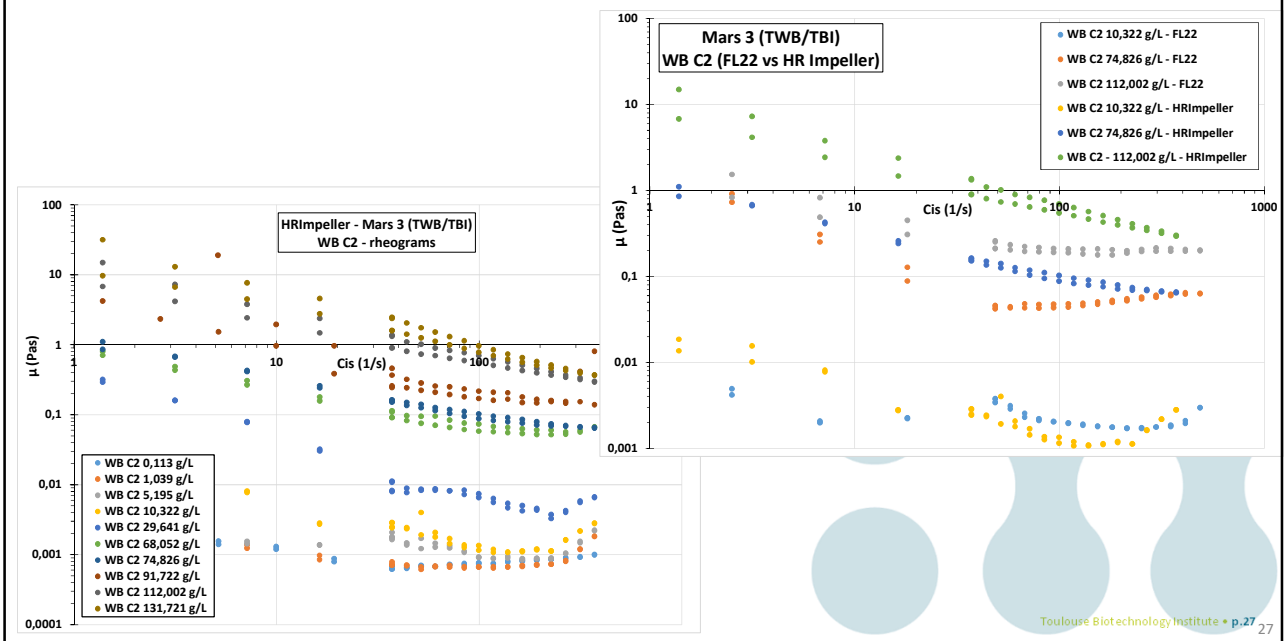 HRImpeller - Mars 3 (TWB/TBI)
WB C2 - rheograms
100
10
1
0,1
0,01
0,001
0,0001
1
10
100
µ (Pas)
Cis (1/s)
WB C2 0,113 g/L
WB C2 1,039 g/L
WB C2 5,195 g/L
WB C2 10,322 g/L
WB C2 29,641 g/L
WB C2 68,052 g/L
WB C2 74,826 g/L
WB C2 91,722 g/L
WB C2 112,002 g/L
WB C2 131,721 g/L
Mars 3 (TWB/TBI)
WB C2 (FL22 vs HR Impeller)
100
10
1
0,1
0,01
0,001
1
10
100
1000
µ (Pas)
Cis (1/s)
WB C2 10,322 g/L - FL22
WB C2 74,826 g/L - FL22
WB C2 112,002 g/L - FL22
WB C2 10,322 g/L - HRImpeller
WB C2 74,826 g/L - HRImpeller
WB C2 - 112,002 g/L - HRImpeller
Toulouse Biotechnology Institute • p.27
27